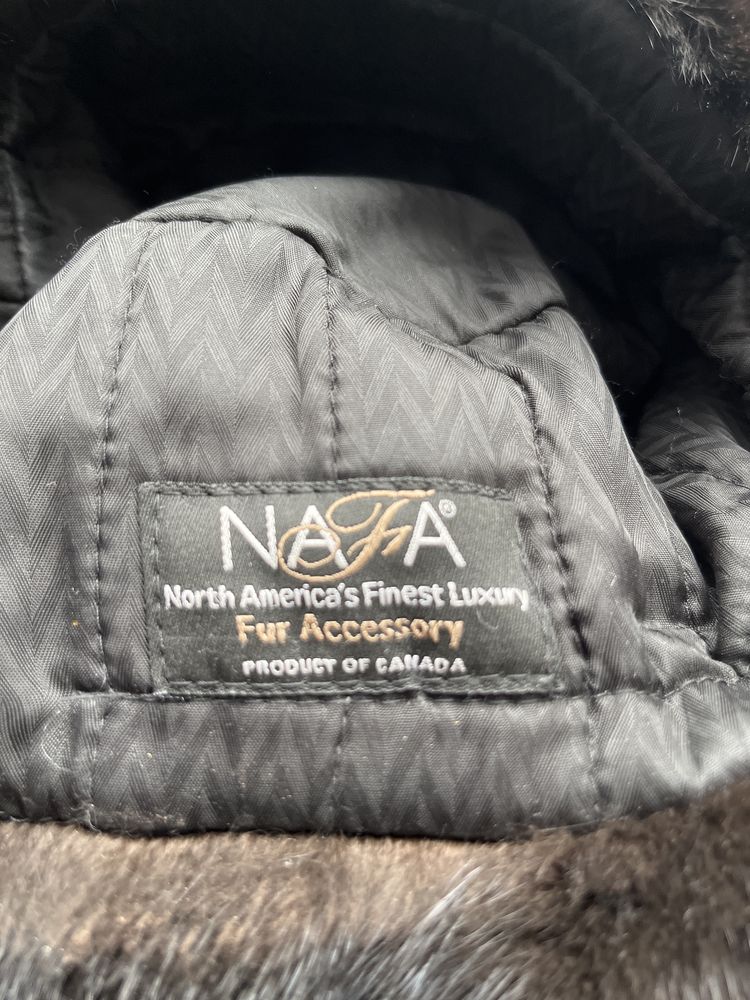 NAFA®
North America's Finest Luxury
Fur Accessory
PRODUCT OF CANADA